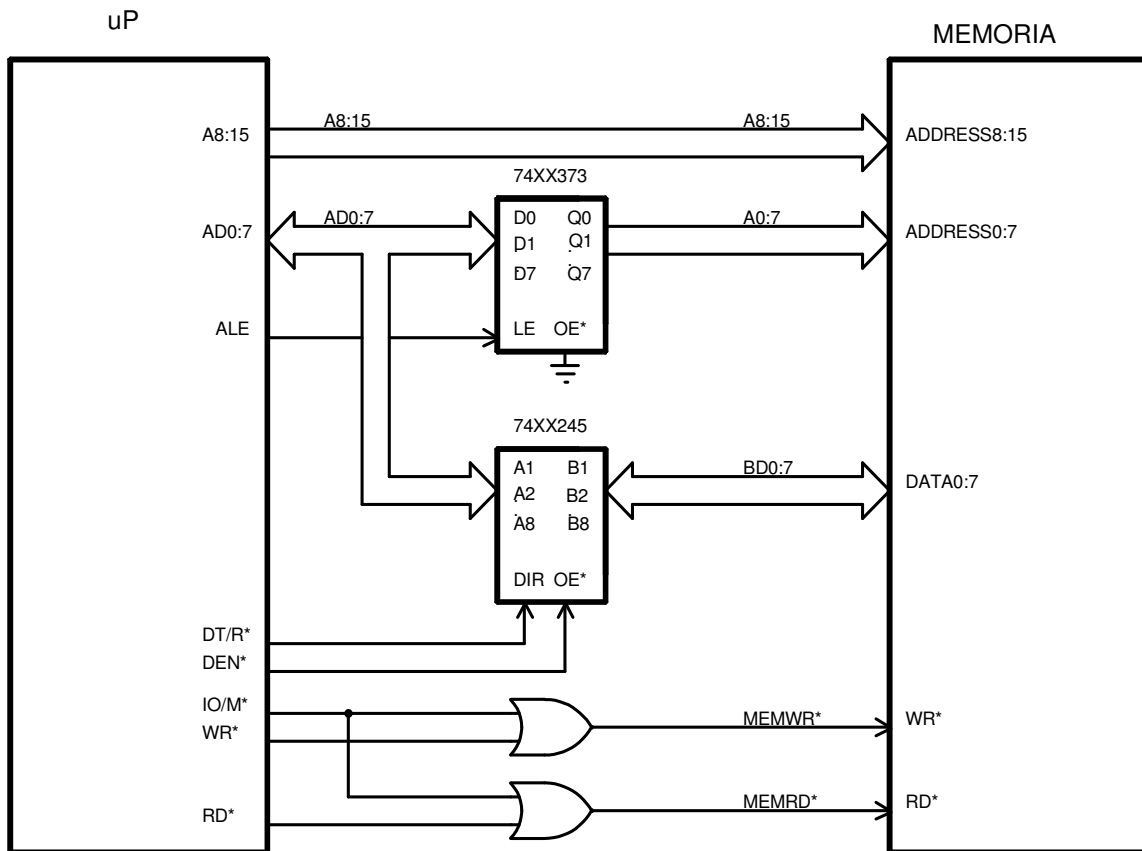 uP
MEMORIA
A8:15
A8:15
A8:15
ADDRESS8:15
74XX373
AD0:7
AD0:7
D0 Q0
D1 Q1
. .
D7 Q7
A0:7
ADDRESS0:7
ALE
LE OE*
74XX245
A1 B1
A2 B2
. .
A8 B8
BD0:7
DATA0:7
DIR OE*
DT/R*
DEN*
IO/M*
WR*
MEMWR*
WR*
RD*
MEMRD*
RD*